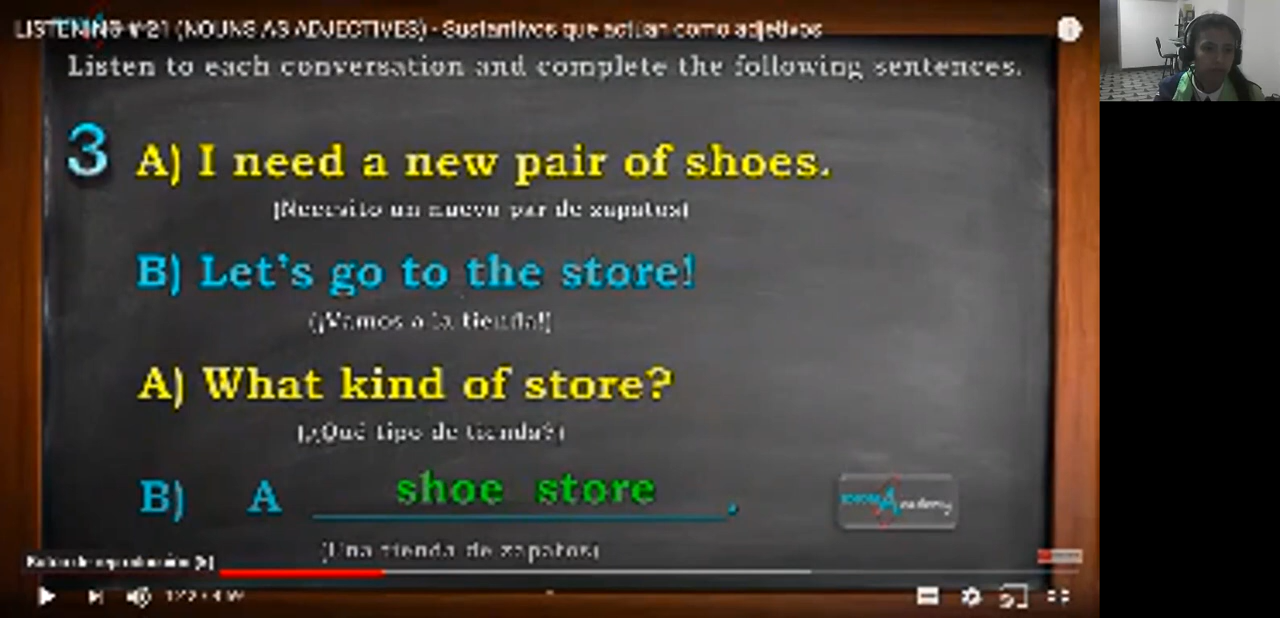 LISTENING # 21 (NOUNS AS ADJECTIVES) - Sustantivos que actúan como adjetivos
Listen to each conversation and complete the following sentences.
3 A) I need a new pair of shoes.
(Necesito un nuevo par de zapatos)
B) Let's go to the store!
(¡Vamos a la tienda!)
A) What kind of store?
(¿Qué tipo de tienda?)
B) A shoe store.
(Una tienda de zapatos)
Academy